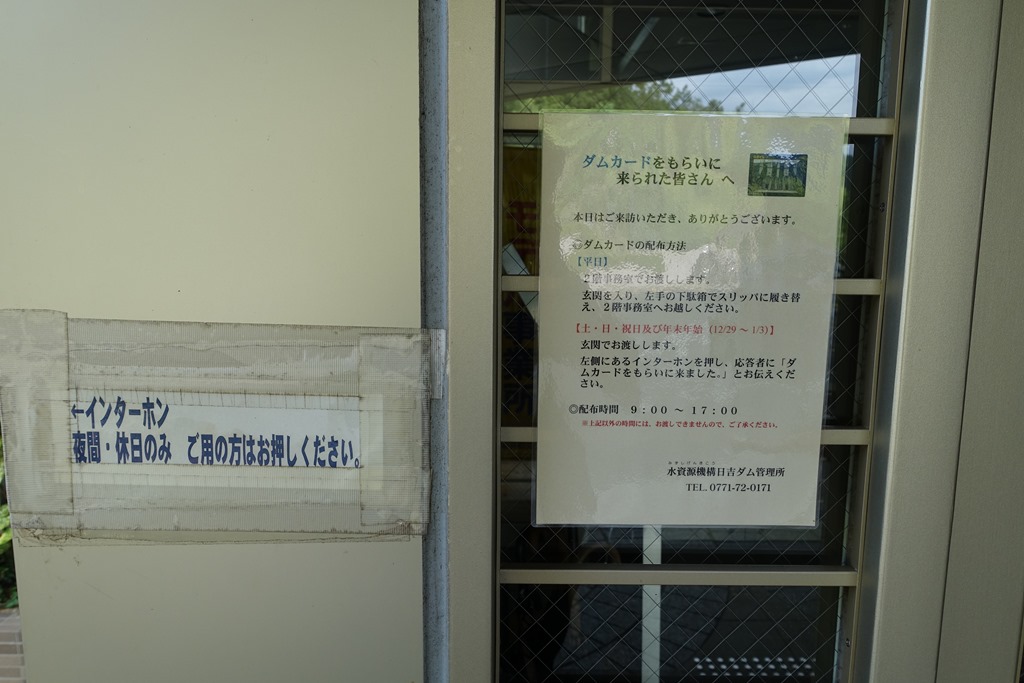 ←インターホン
夜間・休日のみ ご用の方はお押しください。
ダムカードをもらいに
来られた皆さん へ
本日はご来訪いただき、ありがとうございます。
◎ダムカードの配布方法
【平日】
２階事務室でお渡しします。
玄関を入り、左手の下駄箱でスリッパに履き替
え、２階事務室へお越しください。
【土・日・祝日及び年末年始（12/29 ～ 1/3）】
玄関でお渡しします。
左側にあるインターホンを押し、応答者に「ダ
ムカードをもらいに来ました。」とお伝えくだ
さい。
◎配布時間 ９：００ ～ １７：００
※上記以外の時間には、お渡しできませんので、ご了承ください。
水資源機構日吉ダム管理所
TEL. 0771-72-0171